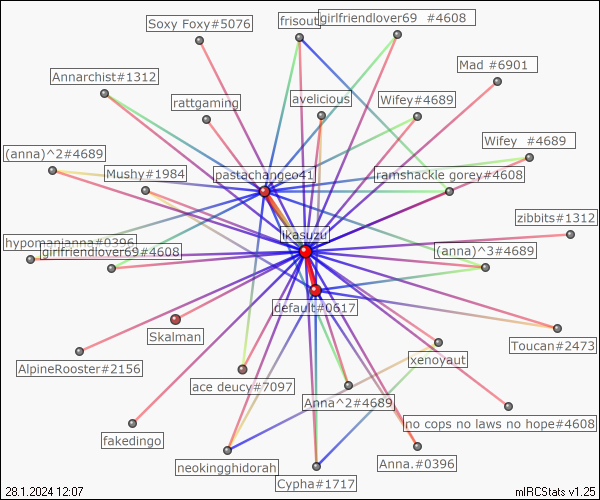 Soxy Foxy#5076
frisout
girlfriendlover69 #4608
Mad #6901
Annarchist#1312
rattgaming
avelicious
Wifey#4689
Wifey #4689
(anna)^2#4689
Mushy#1984
pastachangeo41
ramshackle gorey#4608
zibbits#1312
hypomanianna#0396
girlfriendlover69#4608
ikasuzu
(anna)^3#4689
default#0617
Skalman
Toucan#2473
AlpineRooster#2156
xenoyaut
ace deucy#7097
Anna^2#4689
no cops no laws no hope#4608
fakedingo
neokingghidorah
Anna.#0396
Cypha#1717
28.1.2024 12:07
mIRCStats v1.25